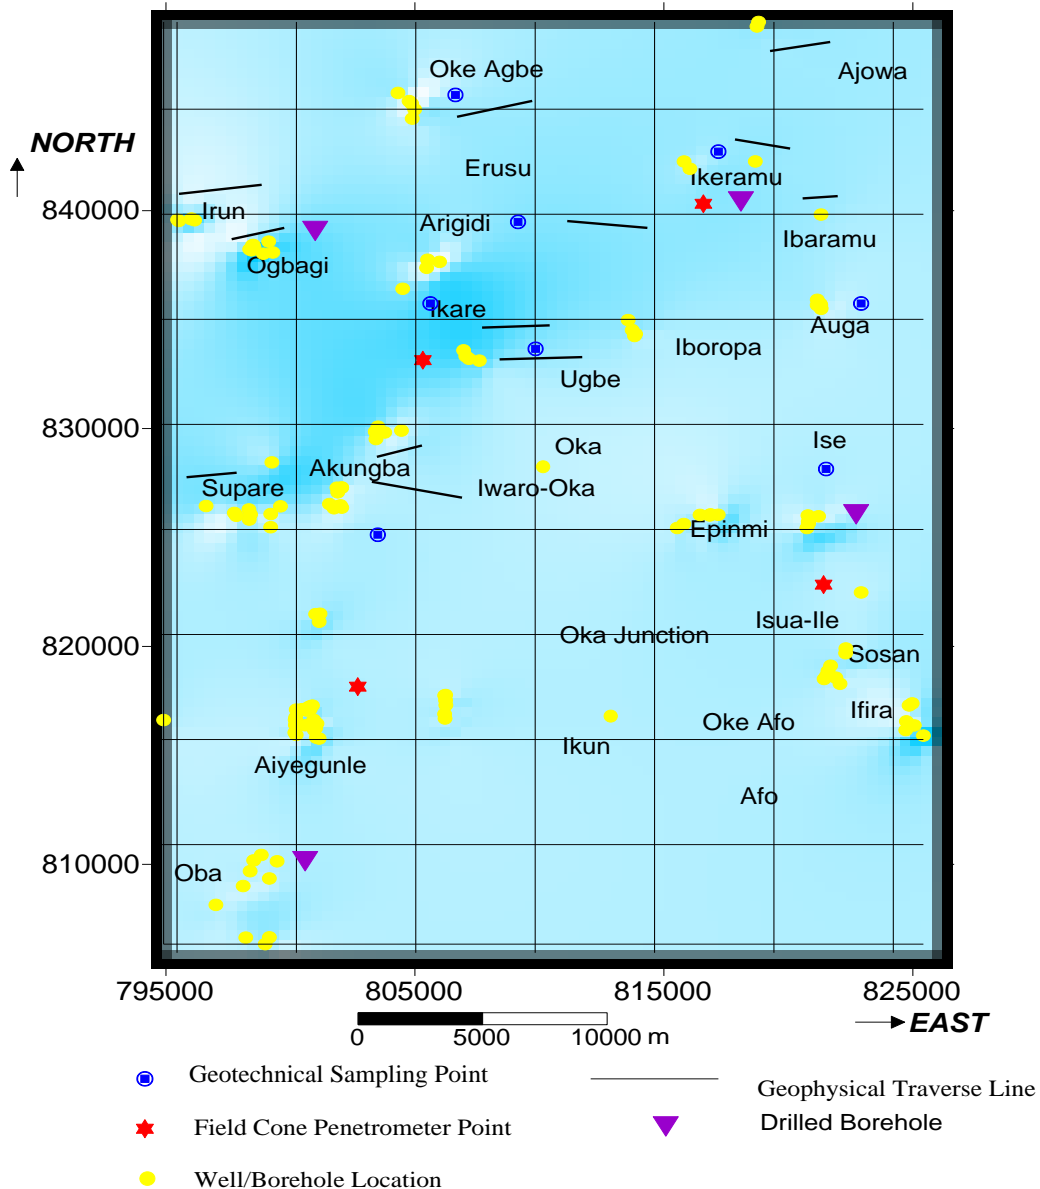 Oke Agbe
Ajowa
NORTH
Erusu
Ikeramu
840000
Irun
Arigidi
Ibaramu
Ogbagi
Ikare
Auga
Iboropa
Ugbe
830000
Ise
Oka
Akungba
Supare
Iwaro-Oka
Epinmi
Isua-Ile
820000
Oka Junction
Sosan
Ifira
Oke Afo
Ikun
Aiyegunle
Afo
810000
Oba
795000 805000 815000 825000
EAST
0 5000 10000 m
Geotechnical Sampling Point
Geophysical Traverse Line
Field Cone Penetrometer Point
Drilled Borehole
Well/Borehole Location